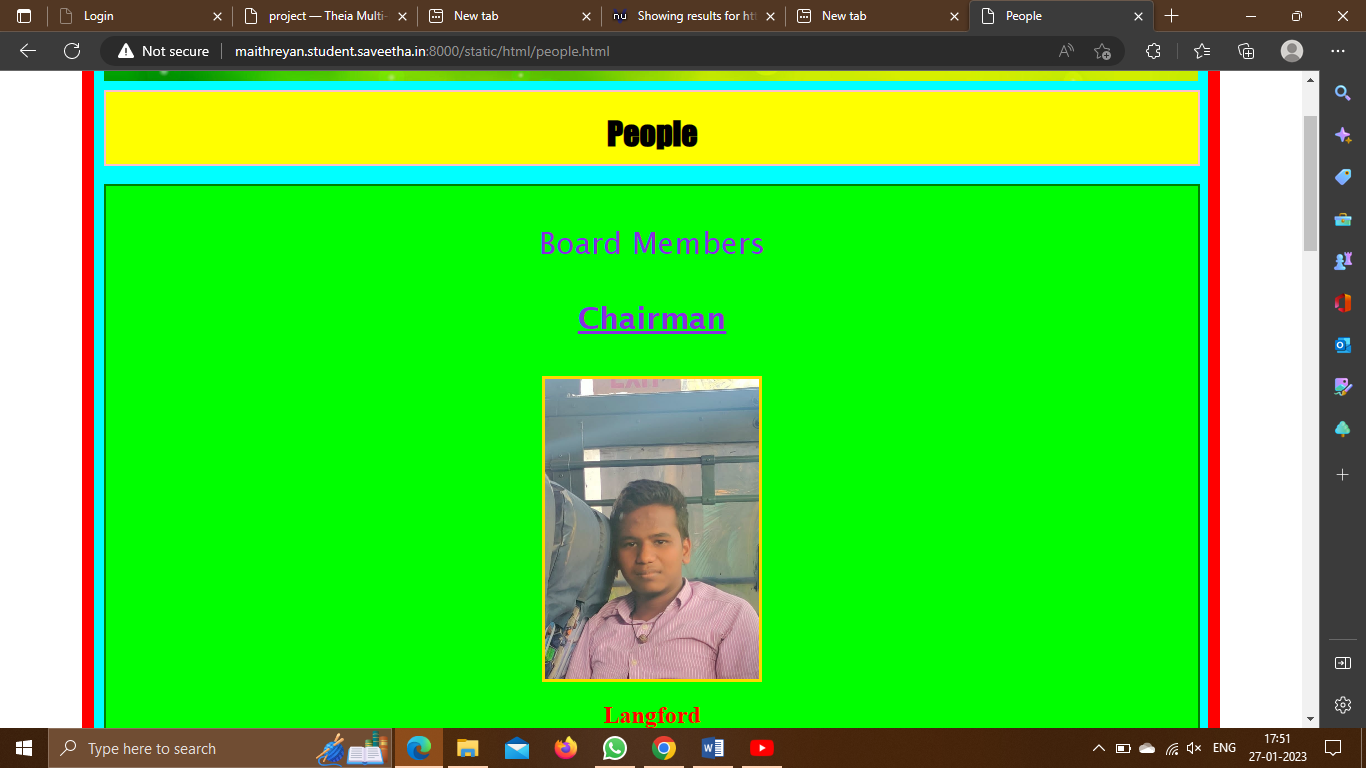 Login
project — Theia Multi-
New tab
Showing results for htt
New tab
People
Not secure
maithreyan.student.saveetha.in:8000/static/html/people.html
People
Board Members
Chairman
EXIT
Langford
Type here to search
ENG
17:51
27-01-2023